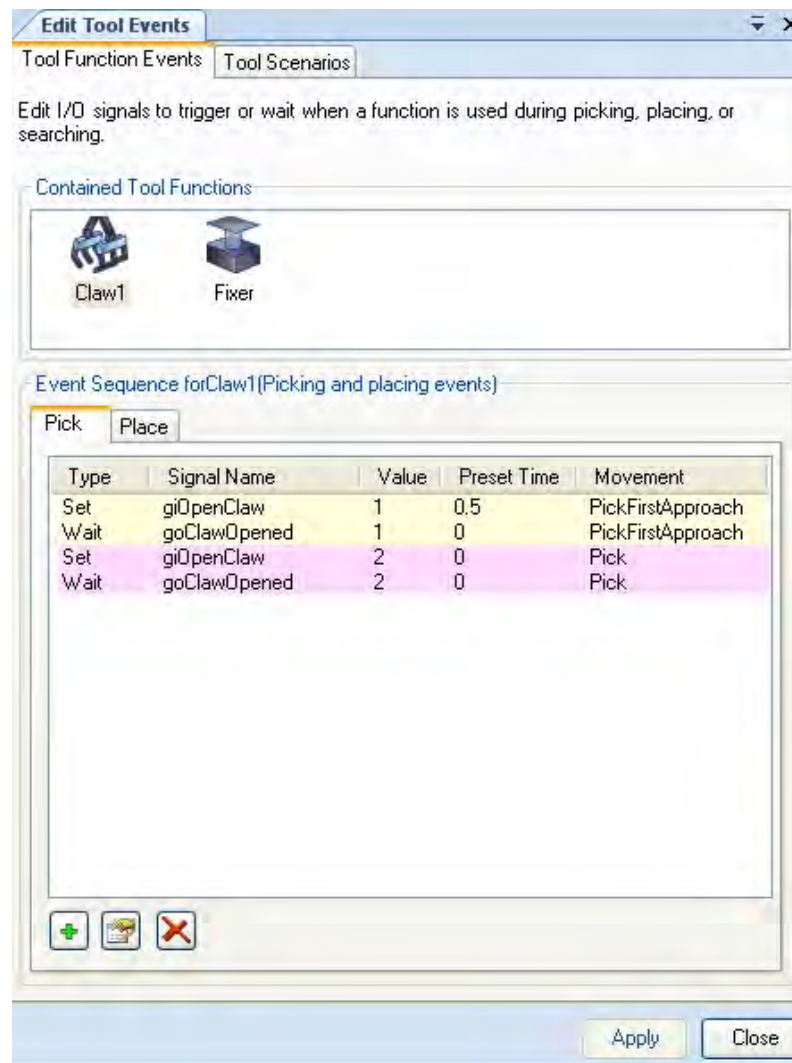 Edit Tool Events
Tool Function Events Tool Scenarios
Edit I/O signals to trigger or wait when a function is used during picking, placing, or
searching.
Contained Tool Functions
Claw1 Fixer
Event Sequence forClaw1(Picking and placing events)
Pick Place
Type Signal Name Value Preset Time Movement
Set giOpenClaw 1 0.5 PickFirstApproach
Wait goClawOpened 1 0 PickFirstApproach
Set giOpenClaw 2 0 Pick
Wait goClawOpened 2 0 Pick
Apply Close